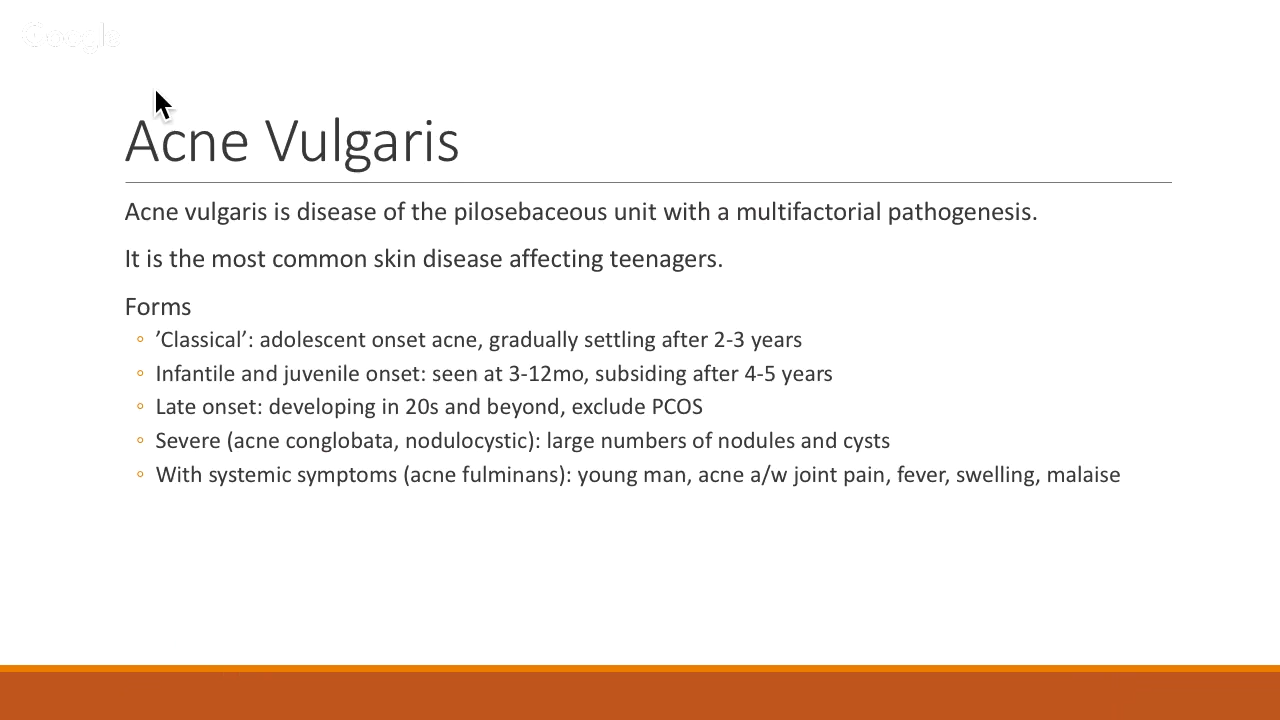 Google
Acne Vulgaris
Acne vulgaris is disease of the pilosebaceous unit with a multifactorial pathogenesis.
It is the most common skin disease affecting teenagers.
Forms
◦ ’Classical’: adolescent onset acne, gradually settling after 2-3 years
◦ Infantile and juvenile onset: seen at 3-12mo, subsiding after 4-5 years
◦ Late onset: developing in 20s and beyond, exclude PCOS
◦ Severe (acne conglobata, nodulocystic): large numbers of nodules and cysts
◦ With systemic symptoms (acne fulminans): young man, acne a/w joint pain, fever, swelling, malaise